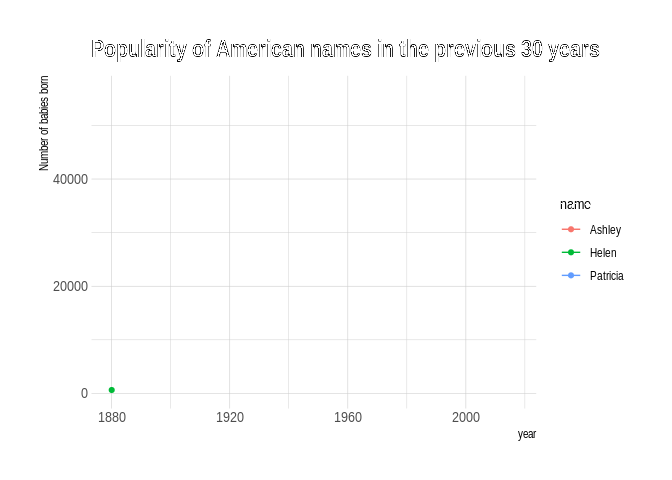 Popularity of American names in the previous 30 years
Number of babies born
40000
20000
0
1880 1920 1960 2000
year
name
Ashley
Helen
Patricia